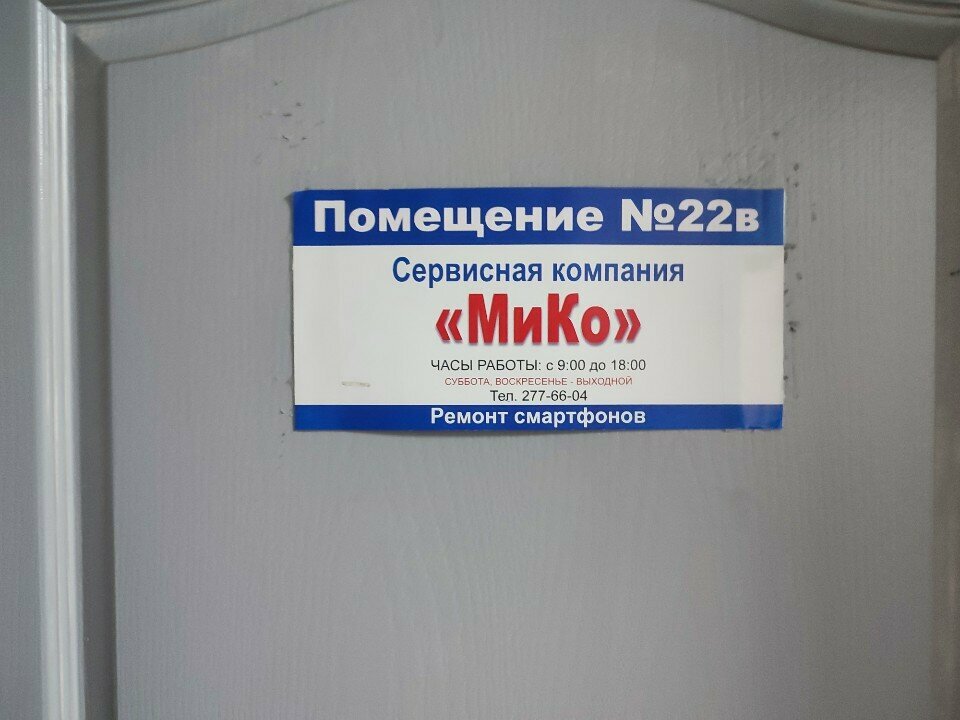 Помещение №22в
Сервисная компания
«МиКо»
ЧАСЫ РАБОТЫ: с 9:00 до 18:00
СУББОТА, ВОСКРЕСЕНЬЕ - ВЫХОДНОЙ
Тел. 277-66-04
Ремонт смартфонов